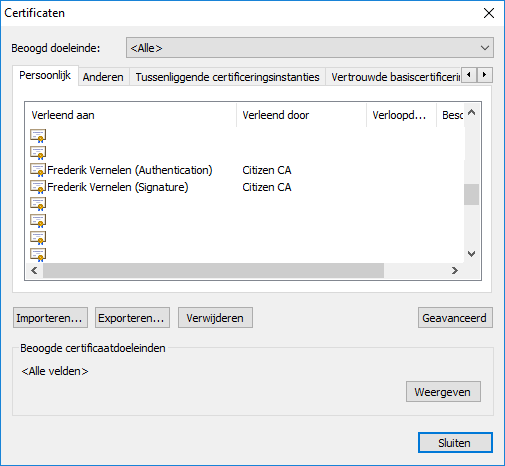 Certificaten
Beoogd doeleinde: <Alle>
Persoonlijk Anderen Tussenliggende certificeringsinstanties Vertrouwde basiscertificerin
Verleend aan Verleend door Verloopd... Besc
Frederik Vernelen (Authentication) Citizen CA
Frederik Vernelen (Signature) Citizen CA
Importeren... Exporteren... Verwijderen Geavanceerd
Beoogde certificaatdoeleinden
<Alle velden>
Weergeven
Sluiten